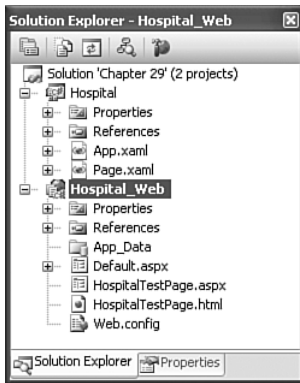 Solution Explorer - Hospital_Web
Solution 'Chapter 29' (2 projects)
Hospital
Properties
References
App.xaml
Page.xaml
Hospital_Web
Properties
References
App_Data
Default.aspx
HospitalTestPage.aspx
HospitalTestPage.html
Web.config
Solution Explorer Properties